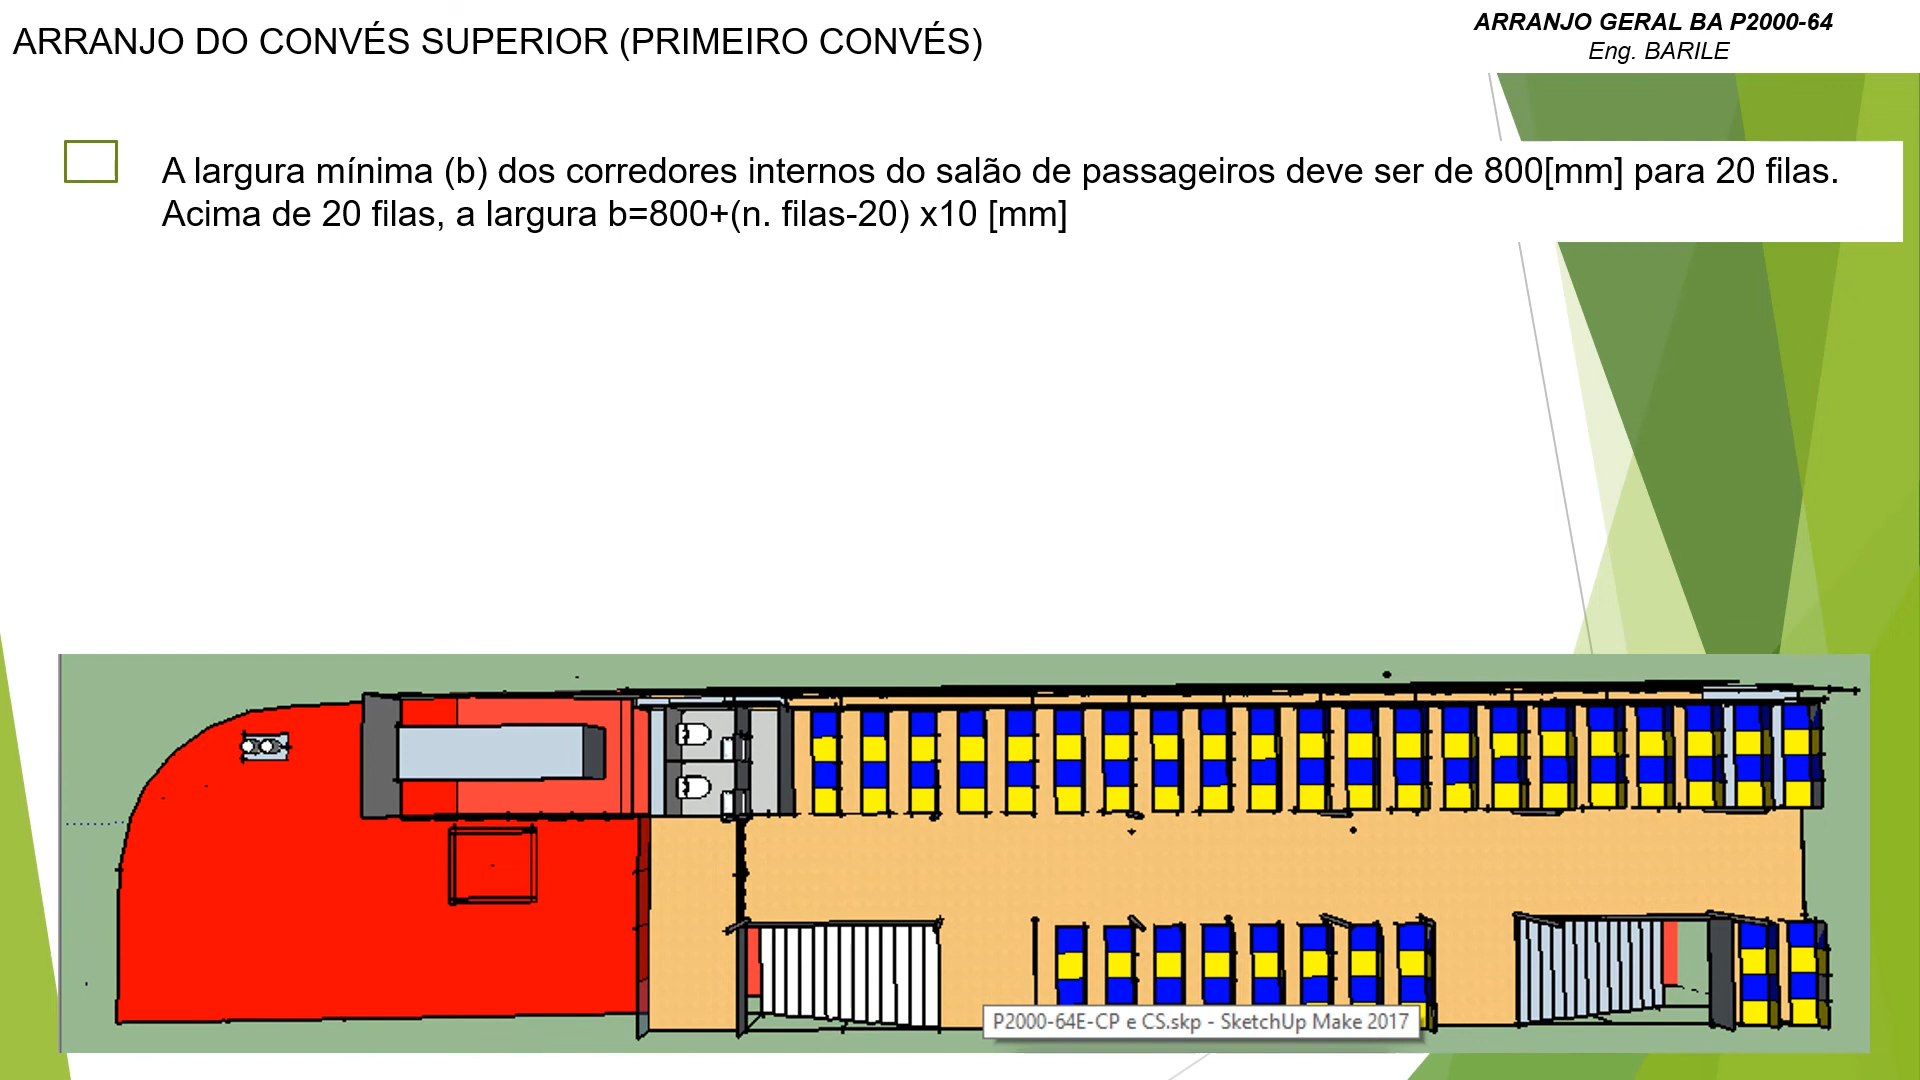 ARRANJO DO CONVÉS SUPERIOR (PRIMEIRO CONVÉS)
ARRANJO GERAL BA P2000-64
Eng. BARILE
A largura mínima (b) dos corredores internos do salão de passageiros deve ser de 800[mm] para 20 filas.
Acima de 20 filas, a largura b=800+(n. filas-20) x10 [mm]
P2000-64E-CP e CS.skp - SketchUp Make 2017